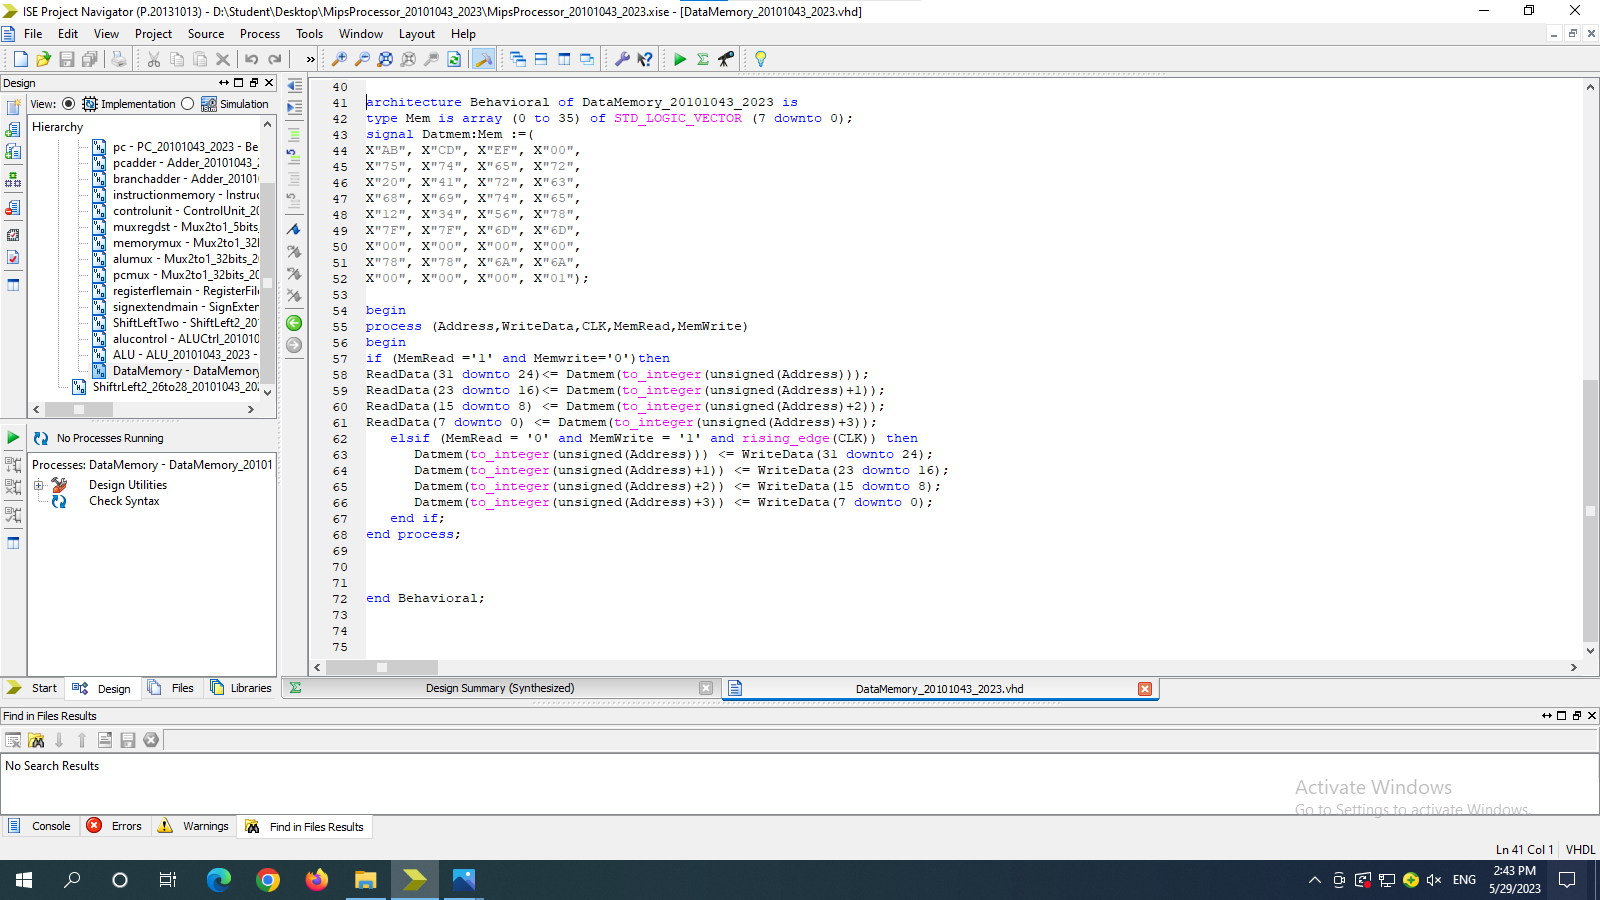 ISE Project Navigator (P.20131013) - D:\Student\Desktop\MipsProcessor_20101043_2023\MipsProcessor_20101043_2023.xise - [DataMemory_20101043_2023.vhd]
File Edit View Project Source Process Tools Window Layout Help
Design
View: Implementation Simulation
Hierarchy
pc - PC_20101043_2023 - Be
pcadder - Adder_20101043_
branchadder - Adder_20101
instructionmemory - Instru
controlunit - ControlUnit_20
muxregdst - Mux2to1_5bits_
memorymux - Mux2to1_32l
alumux - Mux2to1_32bits_2
pcmux - Mux2to1_32bits_20
registerflemain - RegisterFil
signextendmain - SignExter
ShiftLeftTwo - ShiftLeft2_20
alucontrol - ALUCtrl_201010
ALU - ALU_20101043_2023 -
DataMemory - DataMemory
ShiftrLeft2_26to28_20101043_20
No Processes Running
Processes: DataMemory - DataMemory_20101
Design Utilities
Check Syntax
Start Design Files Libraries
40
41 architecture Behavioral of DataMemory_20101043_2023 is
42 type Mem is array (0 to 35) of STD_LOGIC_VECTOR (7 downto 0);
43 signal Datmem:Mem :=(
44 X"AB", X"CD", X"EF", X"00",
45 X"75", X"74", X"65", X"72",
46 X"20", X"41", X"72", X"63",
47 X"68", X"69", X"74", X"65",
48 X"12", X"34", X"56", X"78",
49 X"7F", X"7F", X"6D", X"6D",
50 X"00", X"00", X"00", X"00",
51 X"78", X"78", X"6A", X"6A",
52 X"00", X"00", X"00", X"01");
53
54 begin
55 process (Address,WriteData,CLK,MemRead,MemWrite)
56 begin
57 if (MemRead ='1' and Memwrite='0')then
58 ReadData(31 downto 24)<= Datmem(to_integer(unsigned(Address)));
59 ReadData(23 downto 16)<= Datmem(to_integer(unsigned(Address)+1));
60 ReadData(15 downto 8) <= Datmem(to_integer(unsigned(Address)+2));
61 ReadData(7 downto 0) <= Datmem(to_integer(unsigned(Address)+3));
62 elsif (MemRead = '0' and MemWrite = '1' and rising_edge(CLK)) then
63 Datmem(to_integer(unsigned(Address))) <= WriteData(31 downto 24);
64 Datmem(to_integer(unsigned(Address)+1)) <= WriteData(23 downto 16);
65 Datmem(to_integer(unsigned(Address)+2)) <= WriteData(15 downto 8);
66 Datmem(to_integer(unsigned(Address)+3)) <= WriteData(7 downto 0);
67 end if;
68 end process;
69
70
71
72 end Behavioral;
73
74
75
Design Summary (Synthesized) DataMemory_20101043_2023.vhd
Find in Files Results
No Search Results
Activate Windows
Go to Settings to activate Windows.
Console Errors Warnings Find in Files Results
Ln 41 Col 1 VHDL
ENG
2:43 PM
5/29/2023